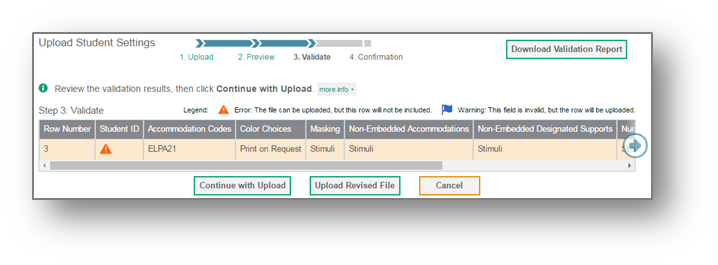 Upload Student Settings
1. Upload 2. Preview 3. Validate 4. Confirmation
Download Validation Report
Review the validation results, then click Continue with Upload. more info
Step 3: Validate
Legend: Error: The file can be uploaded, but this row will not be included. Warning: This field is invalid, but the row will be uploaded.
Row Number Student ID Accommodation Codes Color Choices Masking Non-Embedded Accommodations Non-Embedded Designated Supports
3 ELPA21 Print on Request Stimuli Stimuli Stimuli
Continue with Upload Upload Revised File Cancel